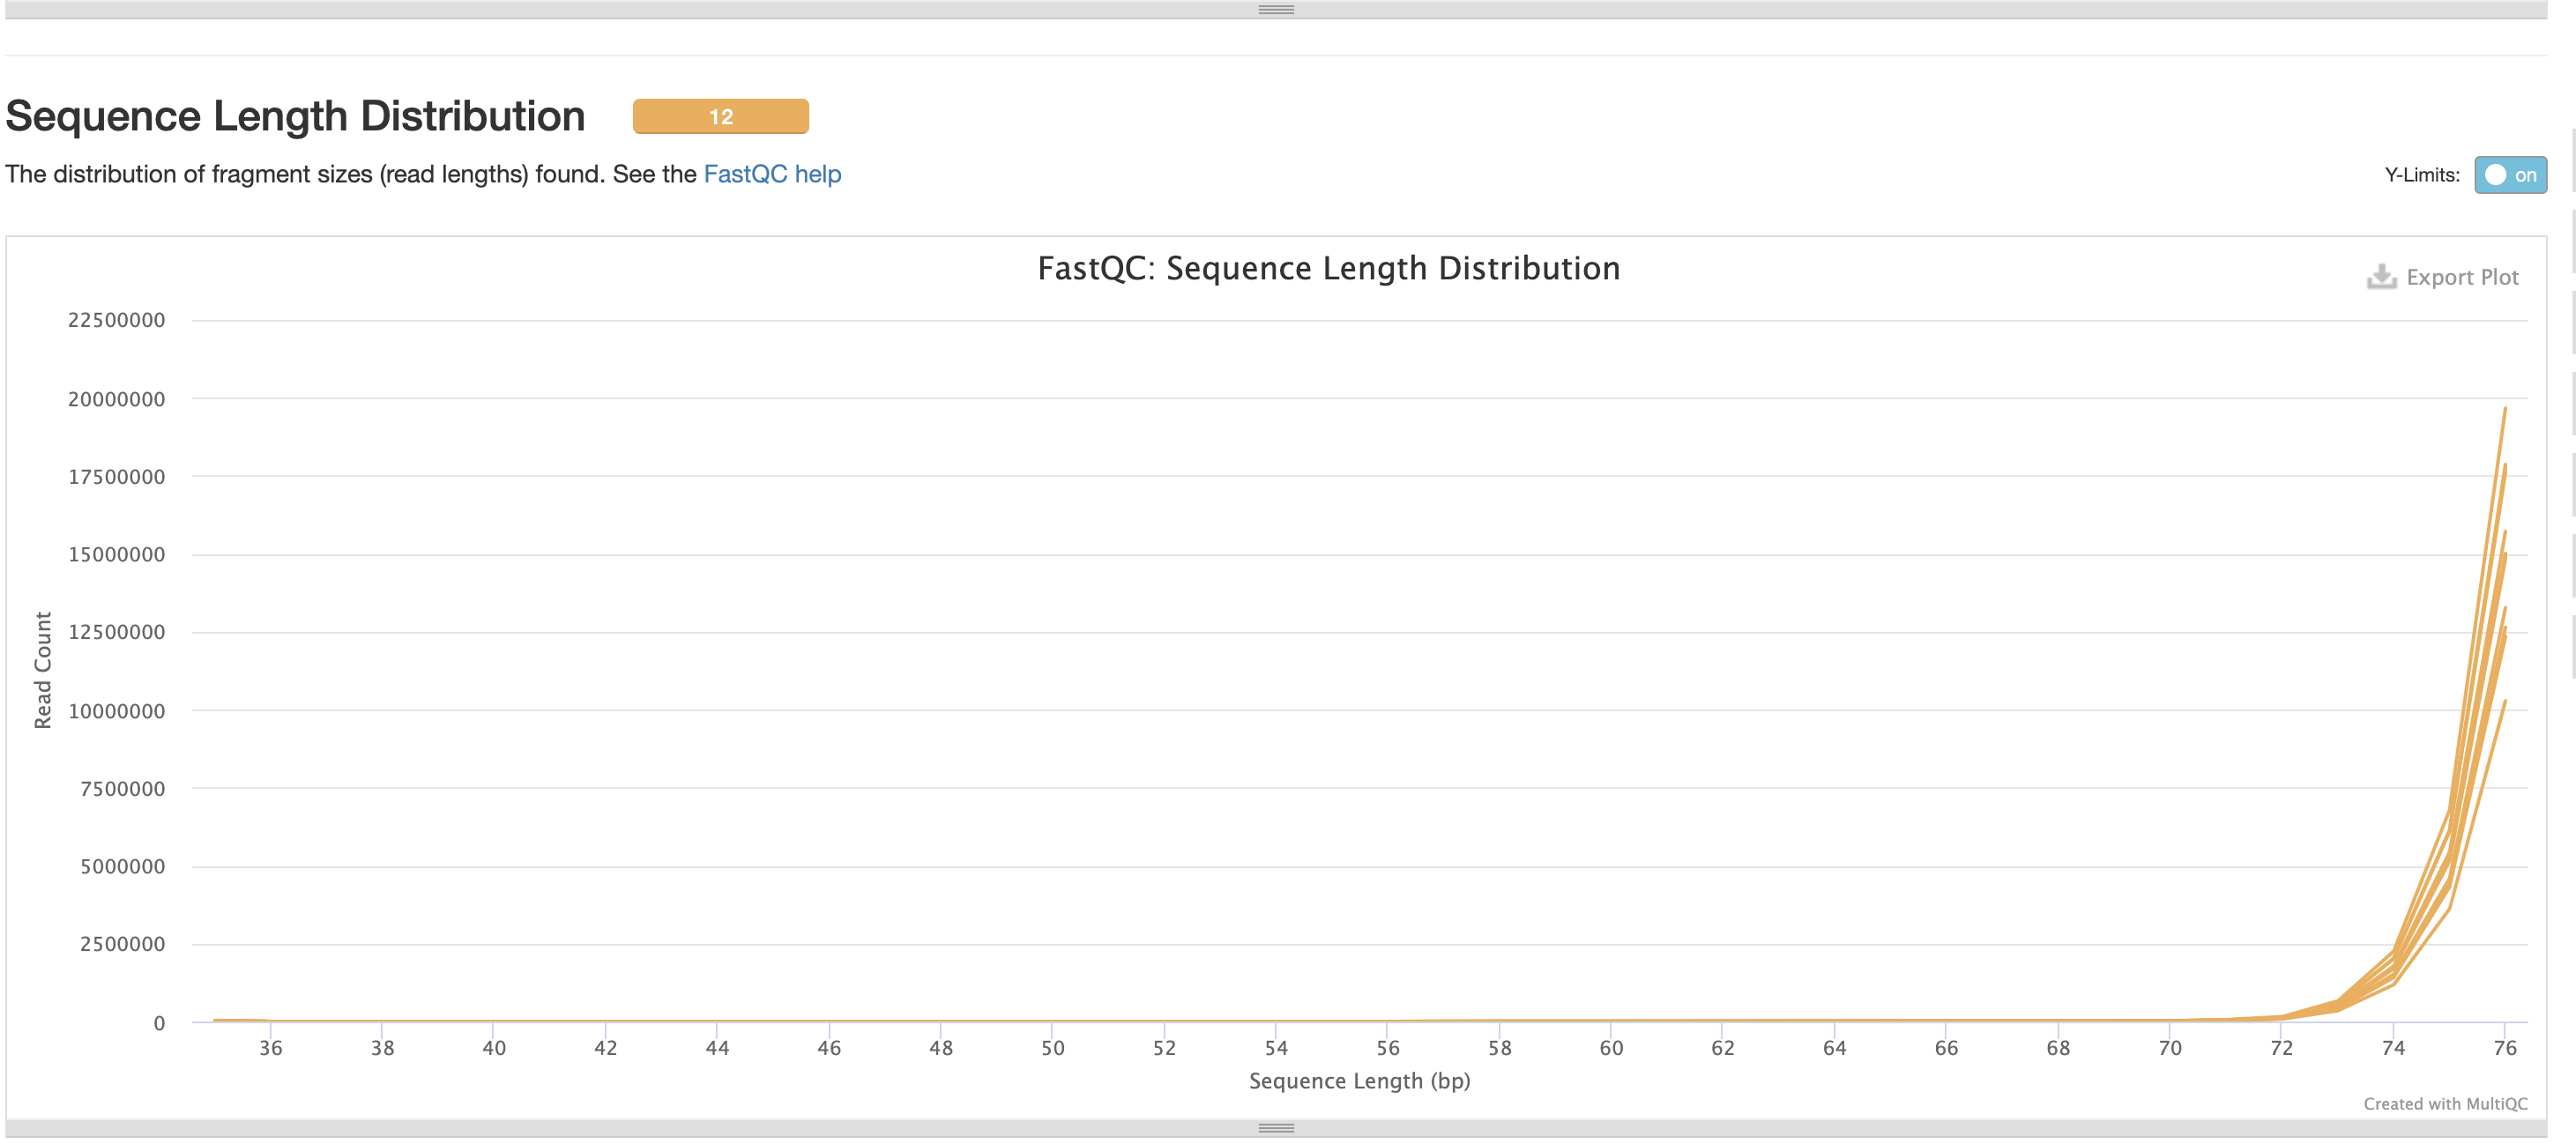 Sequence Length Distribution 12
The distribution of fragment sizes (read lengths) found. See the FastQC help
Y-Limits: on
FastQC: Sequence Length Distribution
Export Plot
22500000
20000000
17500000
15000000
12500000
10000000
7500000
5000000
2500000
0
Read Count
36 38 40 42 44 46 48 50 52 54 56 58 60 62 64 66 68 70 72 74 76
Sequence Length (bp)
Created with MultiQC